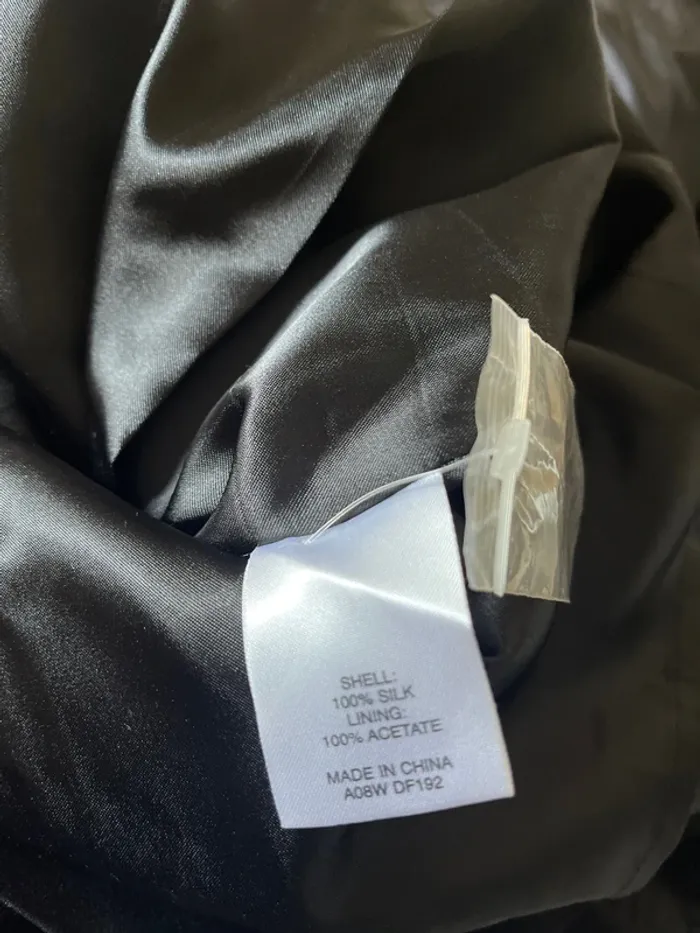 SHELL:
100% SILK
LINING:
100% ACETATE
MADE IN CHINA
A08W DF192